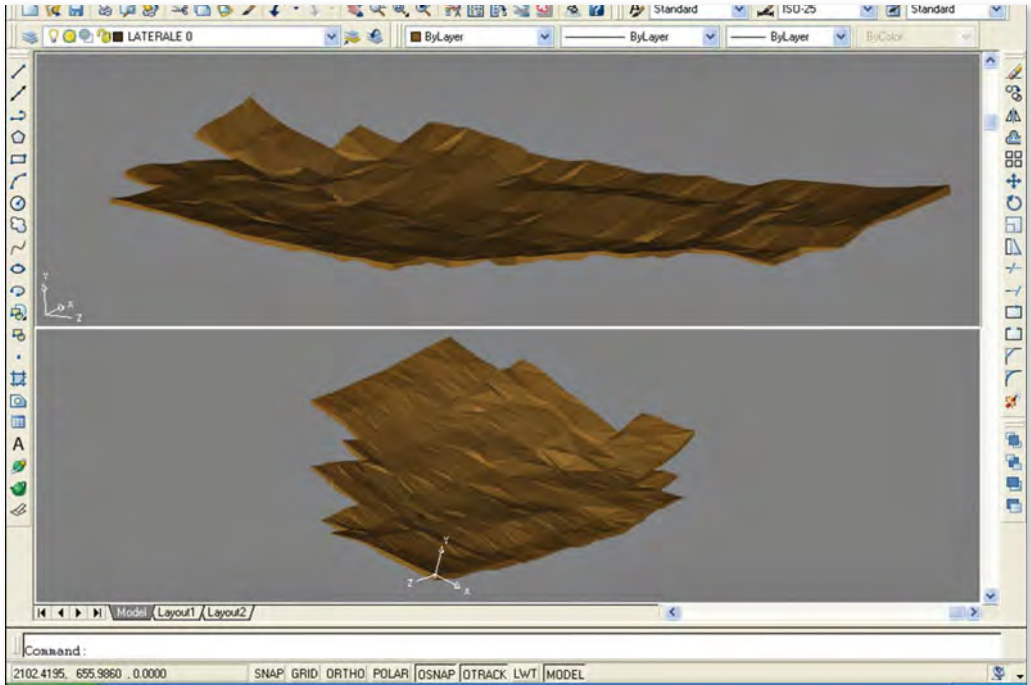 Standard ISO-25 Standard
LATERALE 0 ByLayer ByLayer ByLayer ByColor
Y
X
Z
Y
Z
X
A
Model Layout1 Layout2
Command:
2102.4195, 655.9860 , 0.0000 SNAP GRID ORTHO POLAR OSNAP OTRACK LWT MODEL